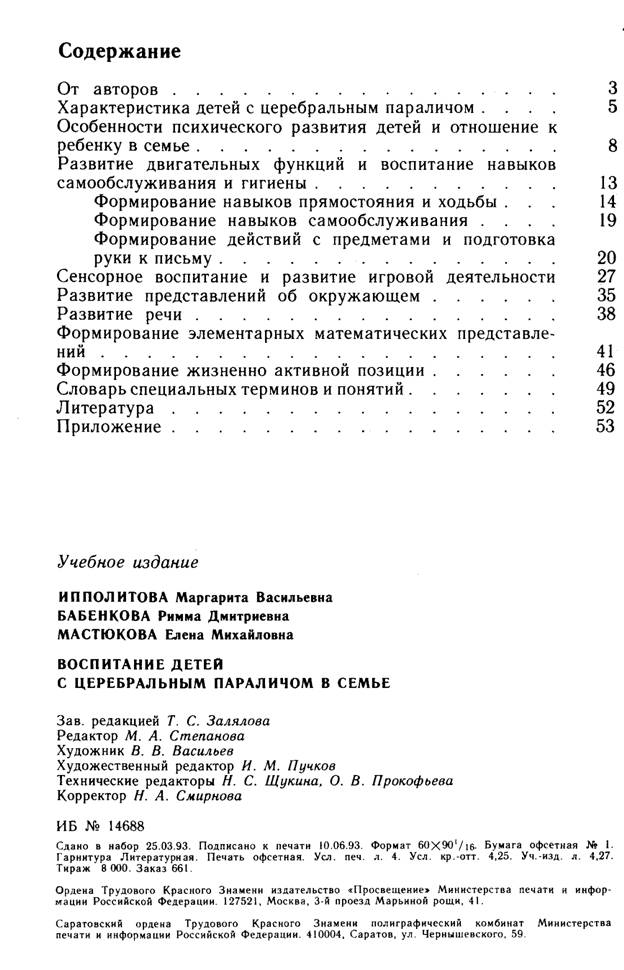 Содержание
От авторов . . . . . . . . . . . . . . . . . 3
Характеристика детей с церебральным параличом . . . . 5
Особенности психического развития детей и отношение к
ребенку в семье . . . . . . . . . . . . . . . . 8
Развитие двигательных функций и воспитание навыков
самообслуживания и гигиены . . . . . . . . . . 13
Формирование навыков прямостояния и ходьбы . . . 14
Формирование навыков самообслуживания . . . . 19
Формирование действий с предметами и подготовка
руки к письму . . . . . . . . . . . . . . . 20
Сенсорное воспитание и развитие игровой деятельности 27
Развитие представлений об окружающем . . . . . . 35
Развитие речи . . . . . . . . . . . . . . . . 38
Формирование элементарных математических представле-
ний . . . . . . . . . . . . . . . . . . . 41
Формирование жизненно активной позиции . . . . . . 46
Словарь специальных терминов и понятий . . . . . . . 49
Литература . . . . . . . . . . . . . . . . . 52
Приложение . . . . . . . . . . . . . . . . . 53
Учебное издание
ИППОЛИТОВА Маргарита Васильевна
БАБЕНКОВА Римма Дмитриевна
МАСТЮКОВА Елена Михайловна
ВОСПИТАНИЕ ДЕТЕЙ
С ЦЕРЕБРАЛЬНЫМ ПАРАЛИЧОМ В СЕМЬЕ
Зав. редакцией Т. С. Залялова
Редактор М. А. Степанова
Художник В. В. Васильев
Художественный редактор И. М. Пучков
Технические редакторы Н. С. Щукина, О. В. Прокофьева
Корректор Н. А. Смирнова
ИБ № 14688
Сдано в набор 25.03.93. Подписано к печати 10.06.93. Формат 60×90¹/₁₆. Бумага офсетная № 1.
Гарнитура Литературная. Печать офсетная. Усл. печ. л. 4. Усл. кр.-отт. 4,25. Уч.-изд. л. 4,27.
Тираж 8 000. Заказ 661.
Ордена Трудового Красного Знамени издательство «Просвещение» Министерства печати и инфор-
мации Российской Федерации. 127521, Москва, 3-й проезд Марьиной рощи, 41.
Саратовский ордена Трудового Красного Знамени полиграфический комбинат Министерства
печати и информации Российской Федерации. 410004, Саратов, ул. Чернышевского, 59.